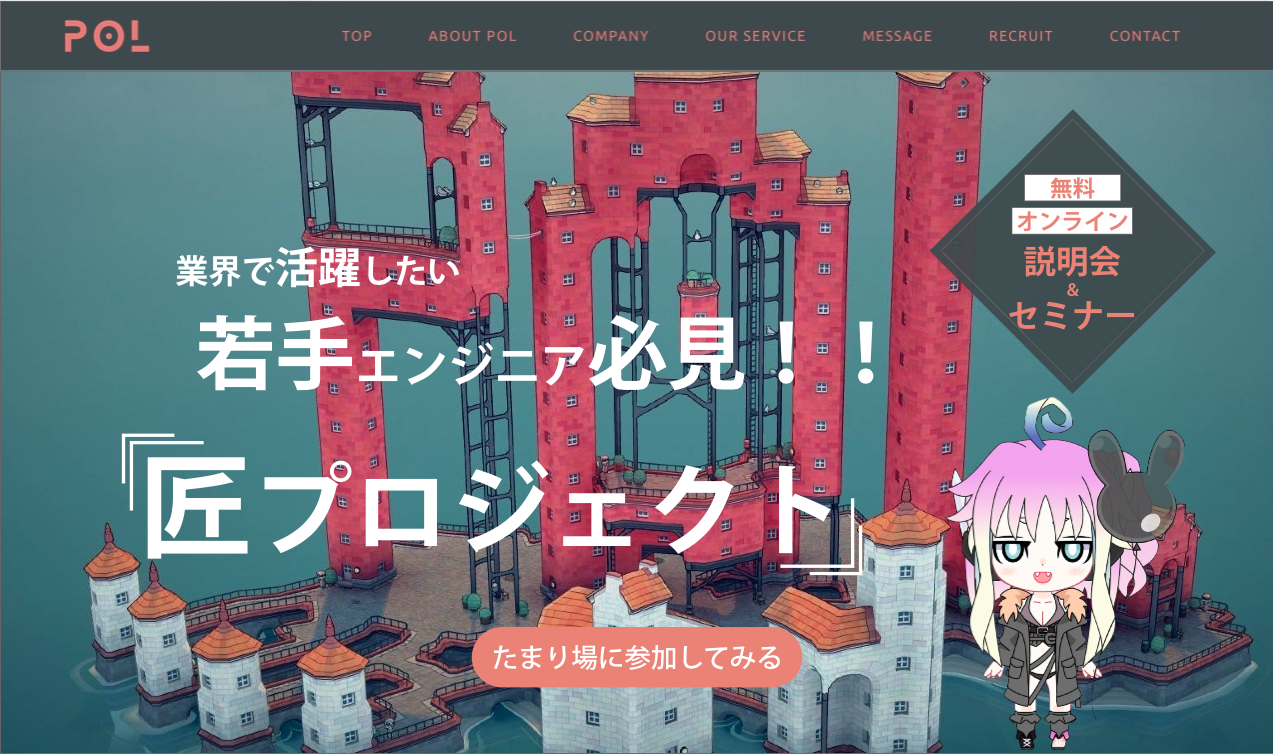 POL
TOP ABOUT POL COMPANY OUR SERVICE MESSAGE RECRUIT CONTACT
無料
オンライン
説明会
&
セミナー
業界で活躍したい
若手エンジニア必見！！
『匠プロジェクト』
たまり場に参加してみる